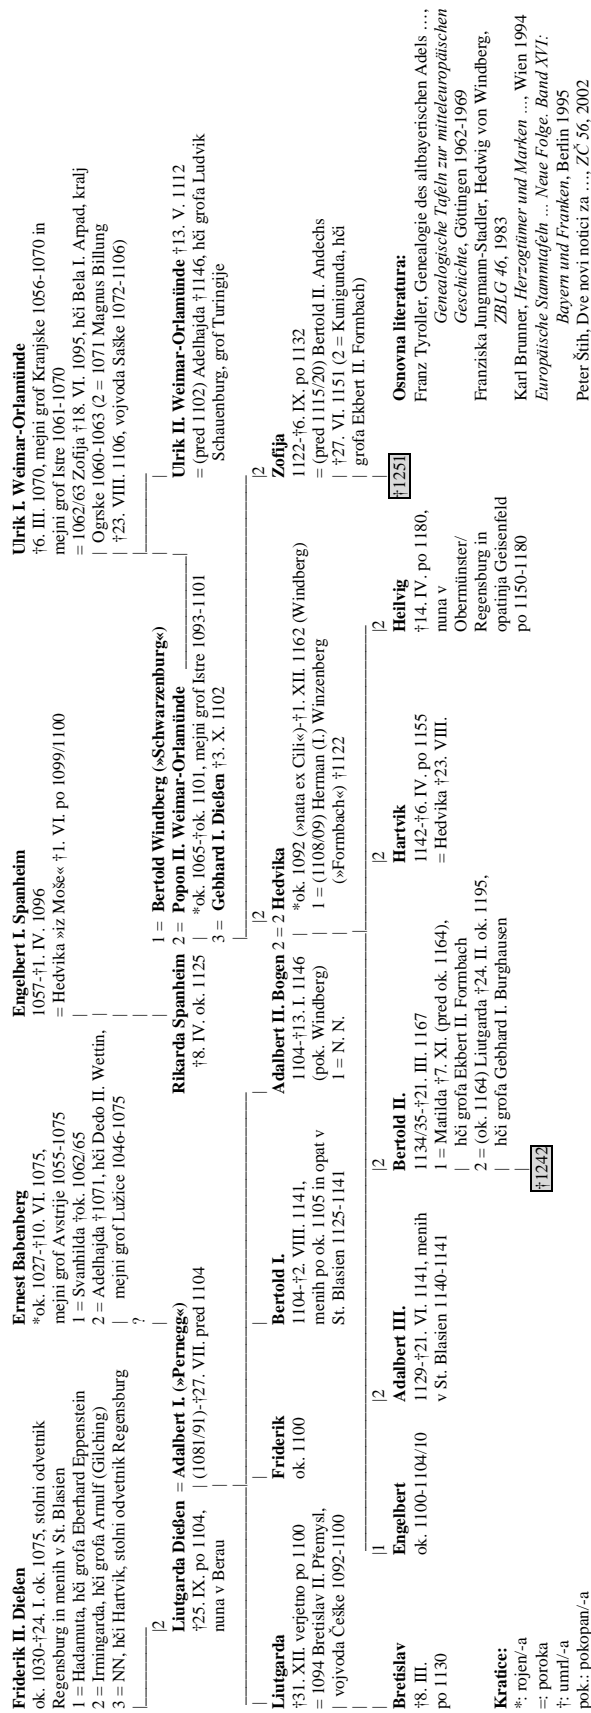 Friderik II. Dießen
ok. 1030-†24. I. ok. 1075, stolni odvetnik
Regensburg in menih v St. Blasien
1 = Hadamuta, hči grofa Eberhard Eppenstein
2 = Irmingarda, hči grofa Arnulf (Gilching)
3 = NN, hči Hartvik, stolni odvetnik Regensburg
Ernest Babenberg
*ok. 1027-†10. VI. 1075,
mejni grof Avstrije 1055-1075
1 = Svanhilda †ok. 1062/65
2 = Adelhajda †1071, hči Dedo II. Wettin,
mejni grof Lužice 1046-1075
?
Engelbert I. Spanheim
1057-†1. IV. 1096
= Hedvika »iz Moše« †1. VI. po 1099/1100
Ulrik I. Weimar-Orlamünde
†6. III. 1070, mejni grof Kranjske 1056-1070 in
mejni grof Istre 1061-1070
= 1062/63 Zofija †18. VI. 1095, hči Bela I. Arpad, kralj
Ogrske 1060-1063 (2 = 1071 Magnus Billung
†23. VIII. 1106, vojvoda Saške 1072-1106)
|2
Liutgarda Dießen = Adalbert I. (»Pernegg«)
†25. IX. po 1104,
nuna v Berau
(1081/91)-†27. VII. pred 1104
Rikarda Spanheim
†8. IV. ok. 1125
1 = Bertold Windberg (»Schwarzenburg«)
2 = Popon II. Weimar-Orlamünde
*ok. 1065-†ok. 1101, mejni grof Istre 1093-1101
3 = Gebhard I. Dießen †3. X. 1102
Ulrik II. Weimar-Orlamünde †13. V. 1112
= (pred 1102) Adelhajda †1146, hči grofa Ludvik
Schauenburg, grof Turingije
Liutgarda
†31. XII. verjetno po 1100
= 1094 Bretislav II. Přemysl,
vojvoda Češke 1092-1100
Friderik
ok. 1100
Bertold I.
1104-†2. VIII. 1141,
menih po ok. 1105 in opat v
St. Blasien 1125-1141
|2
Adalbert II. Bogen 2 = 2 Hedvika
1104-†13. I. 1146
(pok. Windberg)
1 = N. N.
*ok. 1092 (»nata ex Cili«)-†1. XII. 1162 (Windberg)
1 = (1108/09) Herman (I.) Winzenberg
(»Formbach«) †1122
|2
Zofija
1122-†6. IX. po 1132
= (pred 1115/20) Bertold II. Andechs
†27. VI. 1151 (2 = Kunigunda, hči
grofa Ekbert II. Formbach)
†1251
Bretislav
†8. III.
po 1130
|1
Engelbert
ok. 1100-1104/10
|2
Adalbert III.
1129-†21. VI. 1141, menih
v St. Blasien 1140-1141
|2
Bertold II.
1134/35-†21. III. 1167
1 = Matilda †7. XI. (pred ok. 1164),
hči grofa Ekbert II. Formbach
2 = (ok. 1164) Liutgarda †24. II. ok. 1195,
hči grofa Gebhard I. Burghausen
†1242
|2
Hartvik
1142-†6. IV. po 1155
= Hedvika †23. VIII.
|2
Heilvig
†14. IV. po 1180,
nuna v
Obermünster/
Regensburg in
opatinja Geisenfeld
po 1150-1180
Kratice:
*: rojen/-a
=: poroka
†: umrl/-a
pok.: pokopan/-a
Osnovna literatura:
Franz Tyroller, Genealogie des altbayerischen Adels …,
Genealogische Tafeln zur mitteleuropäischen
Geschichte, Göttingen 1962-1969
Franziska Jungmann-Stadler, Hedwig von Windberg,
ZBLG 46, 1983
Karl Brunner, Herzogtümer und Marken …, Wien 1994
Europäische Stammtafeln … Neue Folge. Band XVI:
Bayern und Franken, Berlin 1995
Peter Štih, Dve novi notici za …, ZČ 56, 2002